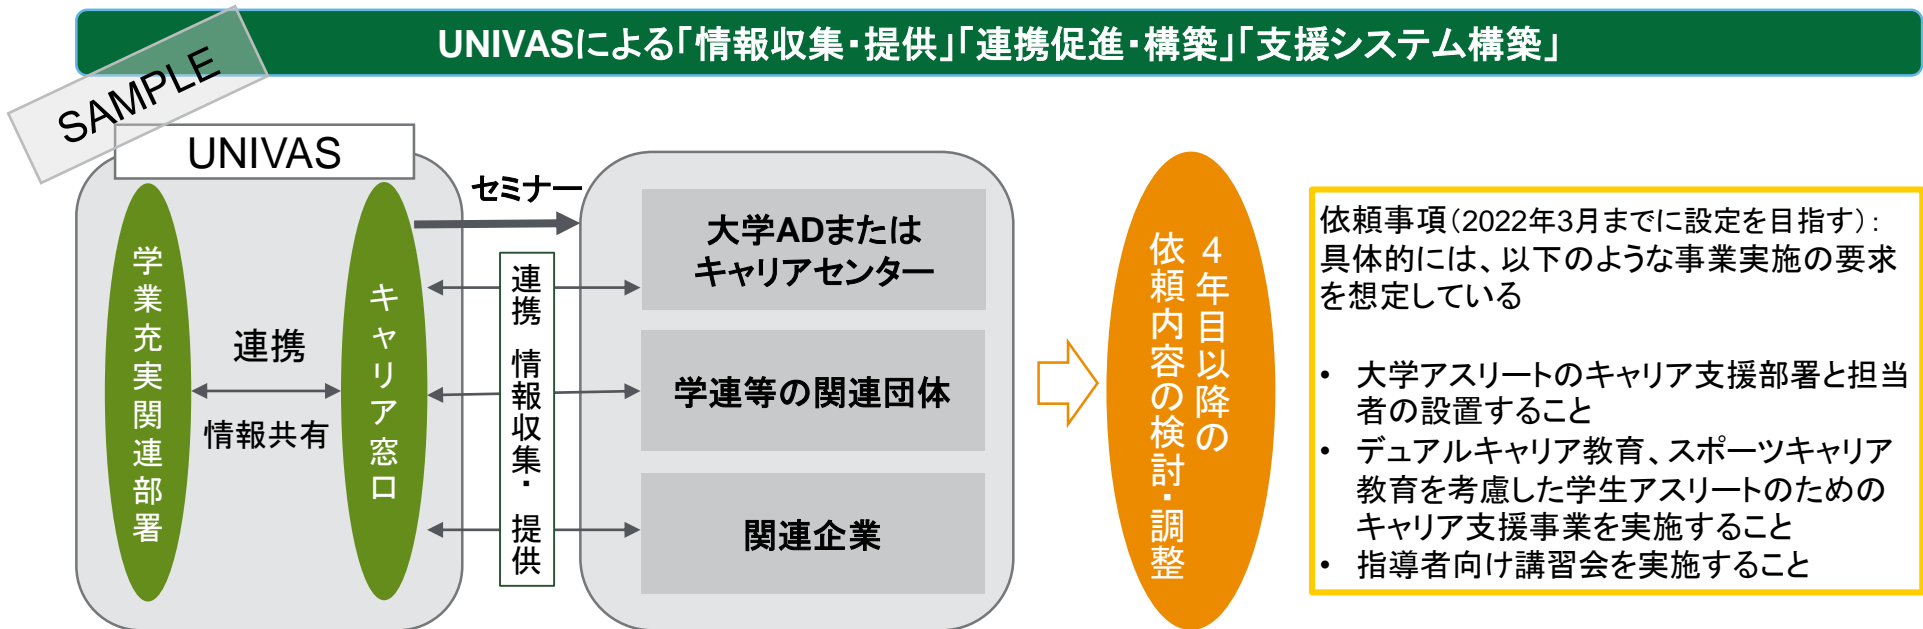 UNIVASによる「情報収集・提供」「連携促進・構築」「支援システム構築」
SAMPLE
UNIVAS
学業充実関連部署
連携
情報共有
キャリア窓口
セミナー
連携 情報収集・提供
大学ADまたは
キャリアセンター
学連等の関連団体
関連企業
4年目以降の
依頼内容の検討・調整
依頼事項（2022年3月までに設定を目指す）:
具体的には、以下のような事業実施の要求
を想定している
• 大学アスリートのキャリア支援部署と担当
者の設置すること
• デュアルキャリア教育、スポーツキャリア
教育を考慮した学生アスリートのための
キャリア支援事業を実施すること
• 指導者向け講習会を実施すること